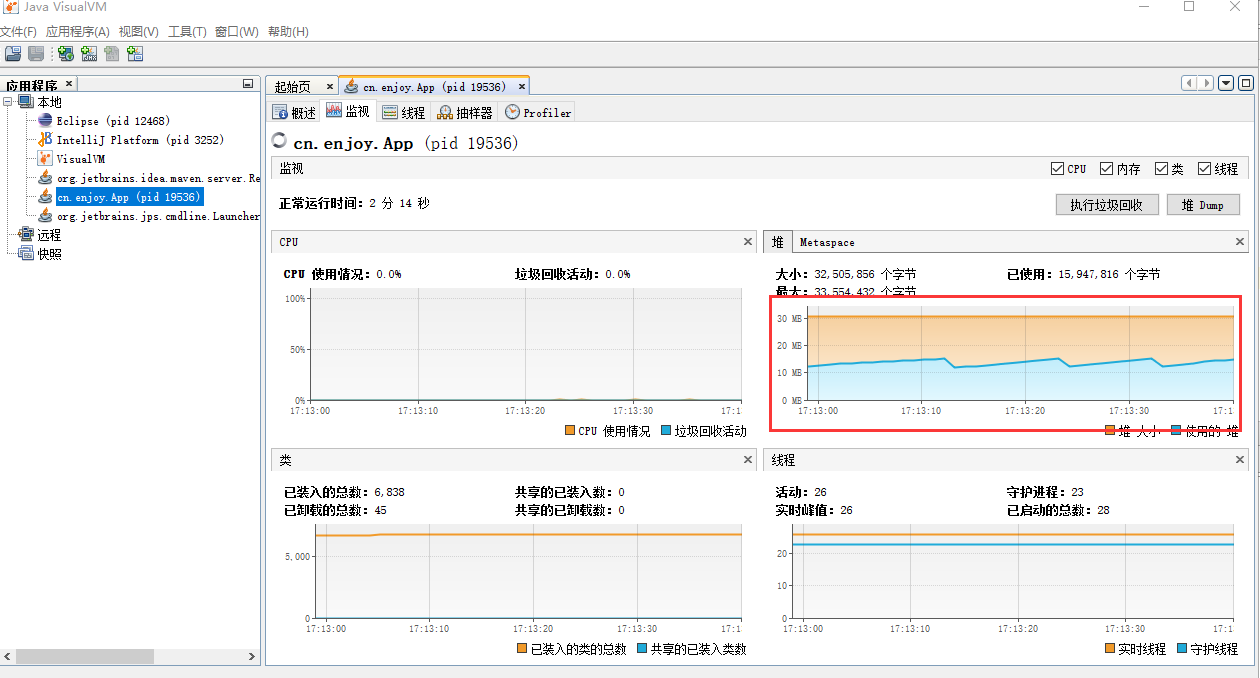 Java VisualVM
文件(F) 应用程序(A) 视图(V) 工具(T) 窗口(W) 帮助(H)
应用程序 ×
本地
Eclipse (pid 12468)
IntelliJ Platform (pid 3252)
VisualVM
org.jetbrains.idea.maven.server.Re
cn.enjoy.App (pid 19536)
org.jetbrains.jps.cmdline.Launcher
远程
快照
起始页 × cn.enjoy.App (pid 19536) ×
概述 监视 线程 抽样器 Profiler
cn.enjoy.App (pid 19536)
监视 CPU 内存 类 线程
正常运行时间：2 分 14 秒 执行垃圾回收 堆 Dump
CPU
CPU 使用情况：0.0% 垃圾回收活动：0.0%
100%
50%
0%
17:13:00 17:13:10 17:13:20 17:13:30 17:1
CPU 使用情况 垃圾回收活动
堆 Metaspace
大小：32,505,856 个字节 已使用：15,947,816 个字节
最大：33,554,432 个字节
30 MB
20 MB
10 MB
0 MB
17:13:00 17:13:10 17:13:20 17:13:30 17:1
堆 大小 使用的 堆
类
已装入的总数：6,838 共享的已装入数：0
已卸载的总数：45 共享的已卸载数：0
5,000
0
17:13:00 17:13:10 17:13:20 17:13:30 17:1
已装入的类的总数 共享的已装入类数
线程
活动：26 守护进程：23
实时峰值：26 已启动的总数：28
20
10
0
17:13:00 17:13:10 17:13:20 17:13:30 17:1
实时线程 守护线程